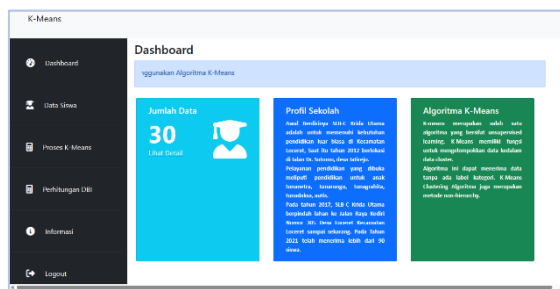 K-Means
Dashboard
Data Siswa
Proses K-Means
Perhitungan DBI
Informasi
Logout
Dashboard
nggunakan Algoritma K-Means
Jumlah Data
30
Lihat Detail
Profil Sekolah
Awal Berdirinya SLB-C Krida Utama
adalah untuk memenuhi kebutuhan
pendidikan luar biasa di Kecamatan
Loceret, Saat itu tahun 2012 berlokasi
di Jalan Dr. Sutomo, desa
Pelayanan pendidikan yang dibuka
meliputi pendidikan untuk anak
tunanetra, tunarungu, tunagrahita,
tunadaksa, autis.
Pada tahun 2017, SLB-C Krida Utama
berpindah lahan ke Jalan Raya Kediri
Nomor 305 Desa Loceret Kecamatan
Loceret sampai sekarang. Pada Tahun
2021 telah menerima lebih dari 90
siswa.
Algoritma K-Means
K-means merupakan salah satu
algoritma yang bersifat unsupervised
learning. K-Means memiliki fungsi
untuk mengelompokkan data kedalam
data cluster.
Algoritma ini dapat menerima data
tanpa ada label kategori. K-Means
Clustering Algoritma juga merupakan
metode non-hierarchy.